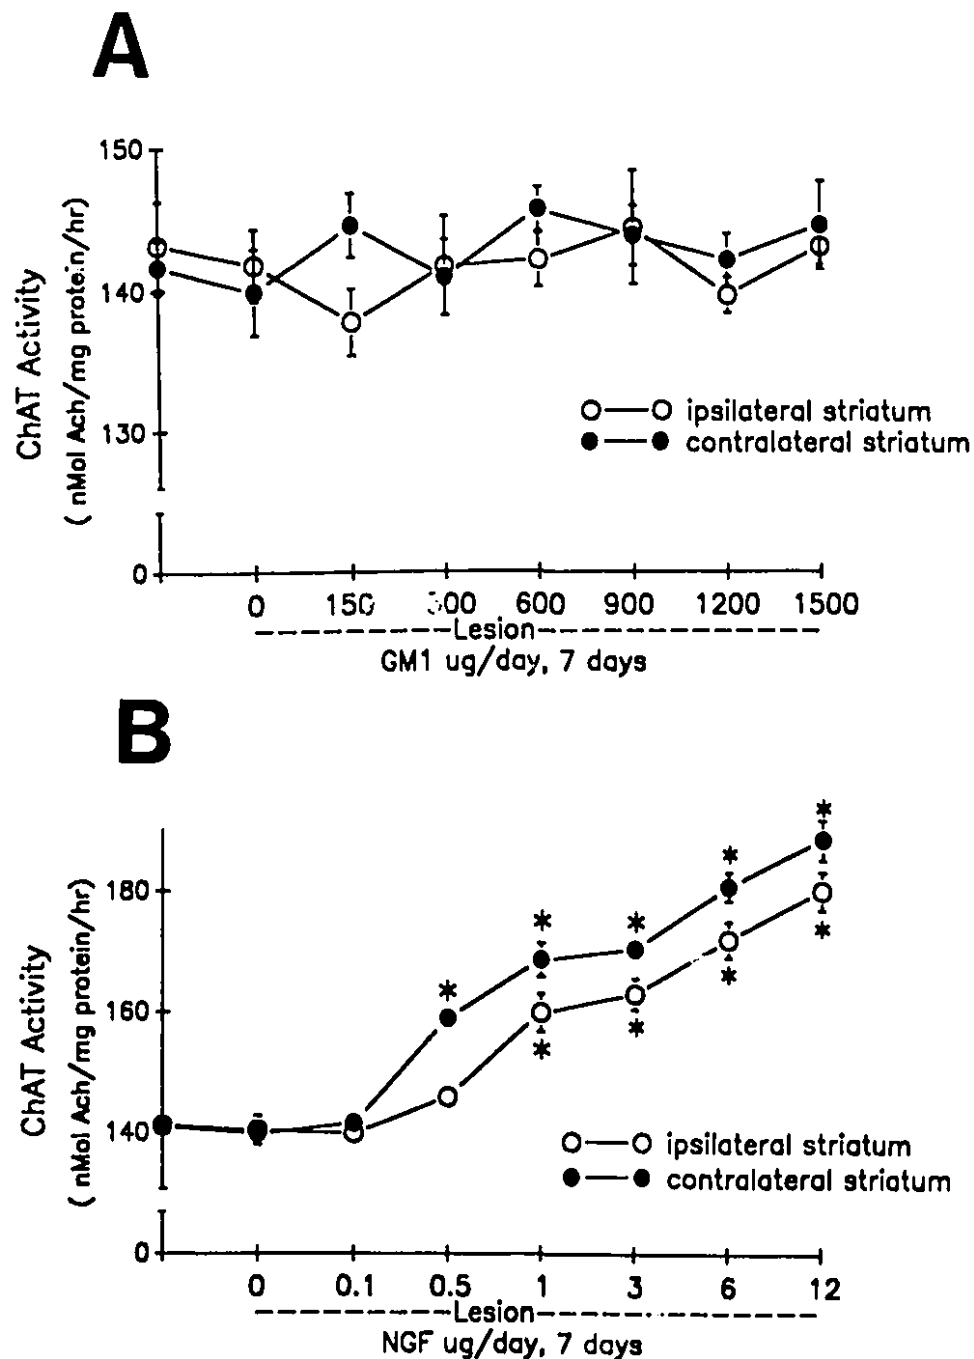 A
150
140
130
0
ChAT Activity
( nMol Ach/mg protein/hr)
ipsilateral striatum
contralateral striatum
0 150 300 600 900 1200 1500
Lesion
GM1 ug/day, 7 days
B
180
160
140
0
ChAT Activity
( nMol Ach/mg protein/hr)
* * * * *
* * * *
ipsilateral striatum
contralateral striatum
0 0.1 0.5 1 3 6 12
Lesion
NGF ug/day, 7 days